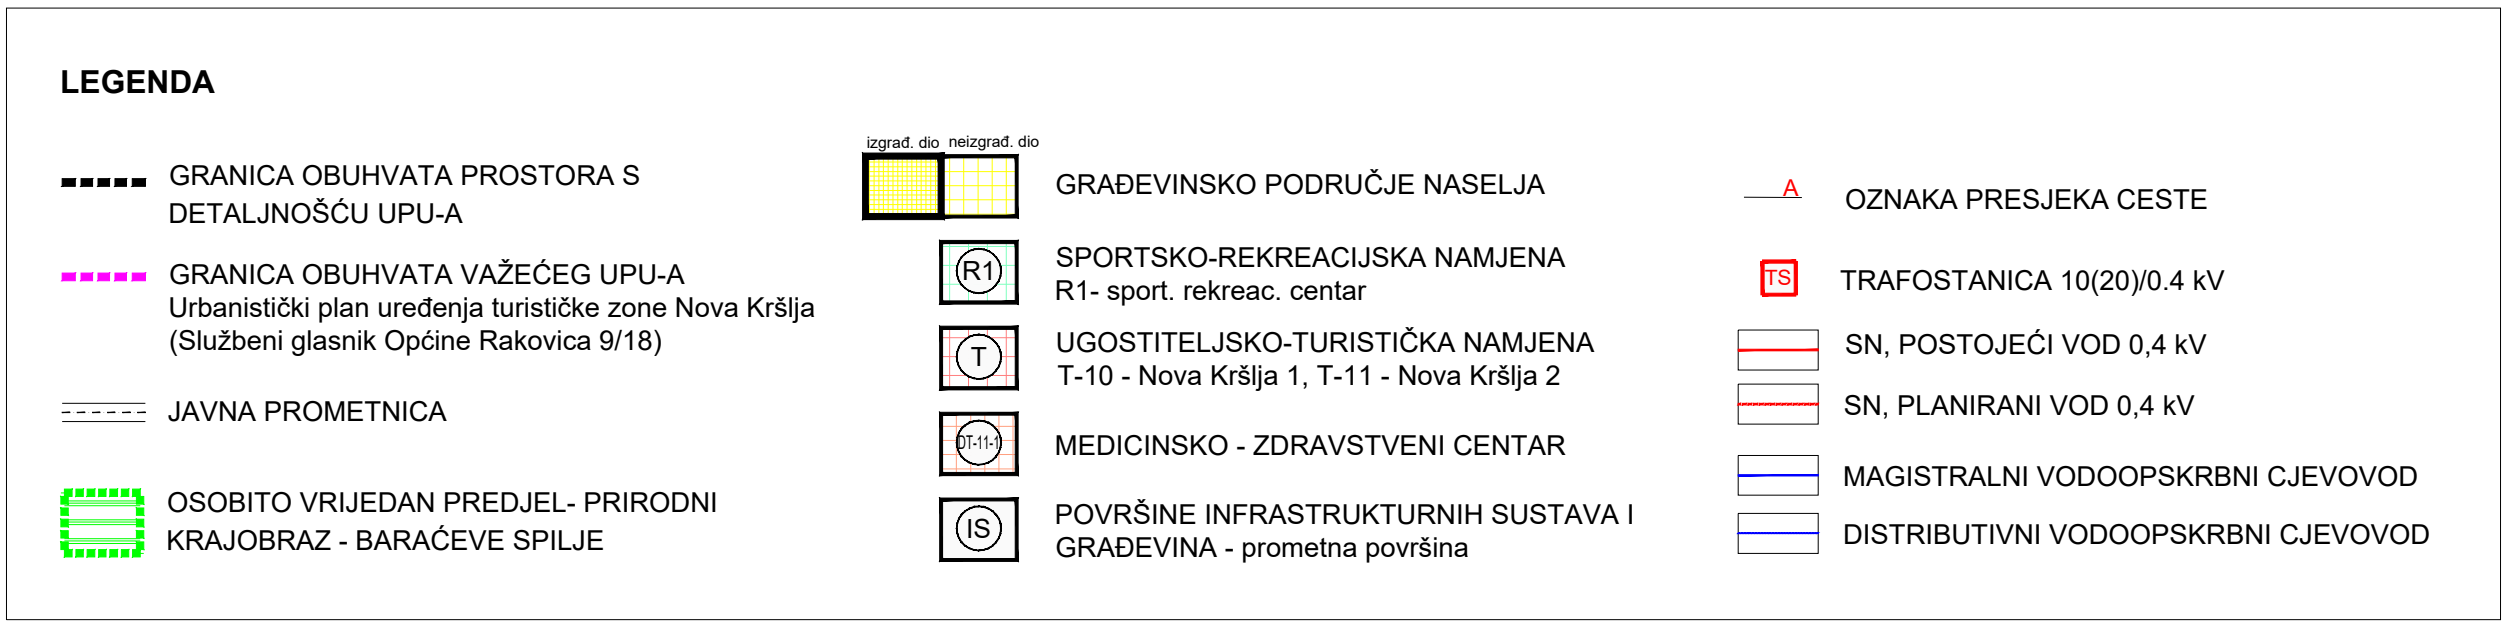 LEGENDA
GRANICA OBUHVATA PROSTORA S
DETALJNOŠĆU UPU-A
GRANICA OBUHVATA VAŽEĆEG UPU-A
Urbanistički plan uređenja turističke zone Nova Kršlja
(Službeni glasnik Općine Rakovica 9/18)
JAVNA PROMETNICA
OSOBITO VRIJEDAN PREDJEL- PRIRODNI
KRAJOBRAZ - BARAĆEVE SPILJE
izgrađ. dio neizgrađ. dio
GRAĐEVINSKO PODRUČJE NASELJA
R1
SPORTSKO-REKREACIJSKA NAMJENA
R1- sport. rekreac. centar
T
UGOSTITELJSKO-TURISTIČKA NAMJENA
T-10 - Nova Kršlja 1, T-11 - Nova Kršlja 2
DT-11-1
MEDICINSKO - ZDRAVSTVENI CENTAR
IS
POVRŠINE INFRASTRUKTURNIH SUSTAVA I
GRAĐEVINA - prometna površina
A
OZNAKA PRESJEKA CESTE
TS
TRAFOSTANICA 10(20)/0.4 kV
SN, POSTOJEĆI VOD 0,4 kV
SN, PLANIRANI VOD 0,4 kV
MAGISTRALNI VODOOPSKRBNI CJEVOVOD
DISTRIBUTIVNI VODOOPSKRBNI CJEVOVOD